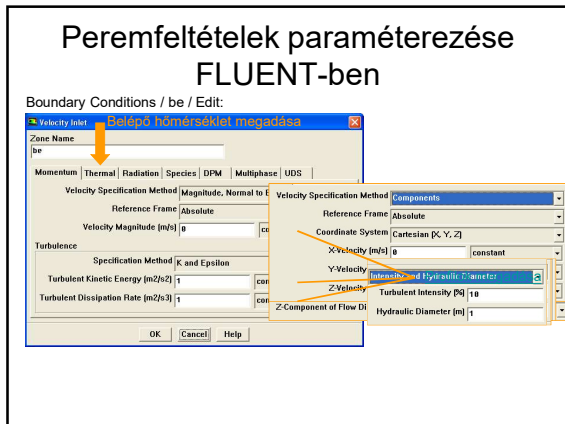 Peremfeltételek paraméterezése
FLUENT-ben
Boundary Conditions / be / Edit:
Velocity Inlet
Belépő hőmérséklet megadása
Zone Name
be
Momentum Thermal Radiation Species DPM Multiphase UDS
Velocity Specification Method Magnitude, Normal to
Reference Frame Absolute
Velocity Magnitude (m/s) 0
Turbulence
Specification Method K and Epsilon
Turbulent Kinetic Energy (m2/s2) 1
Turbulent Dissipation Rate (m2/s3) 1
OK Cancel Help
Velocity Specification Method Components
Reference Frame Absolute
Coordinate System Cartesian (X, Y, Z)
X-Velocity (m/s) 0 constant
Y-Velocity
Z-Velocity
Z-Component of Flow Di
Intensity and Hydraulic Diameter
Turbulent Intensity (%) 10
Hydraulic Diameter (m) 1